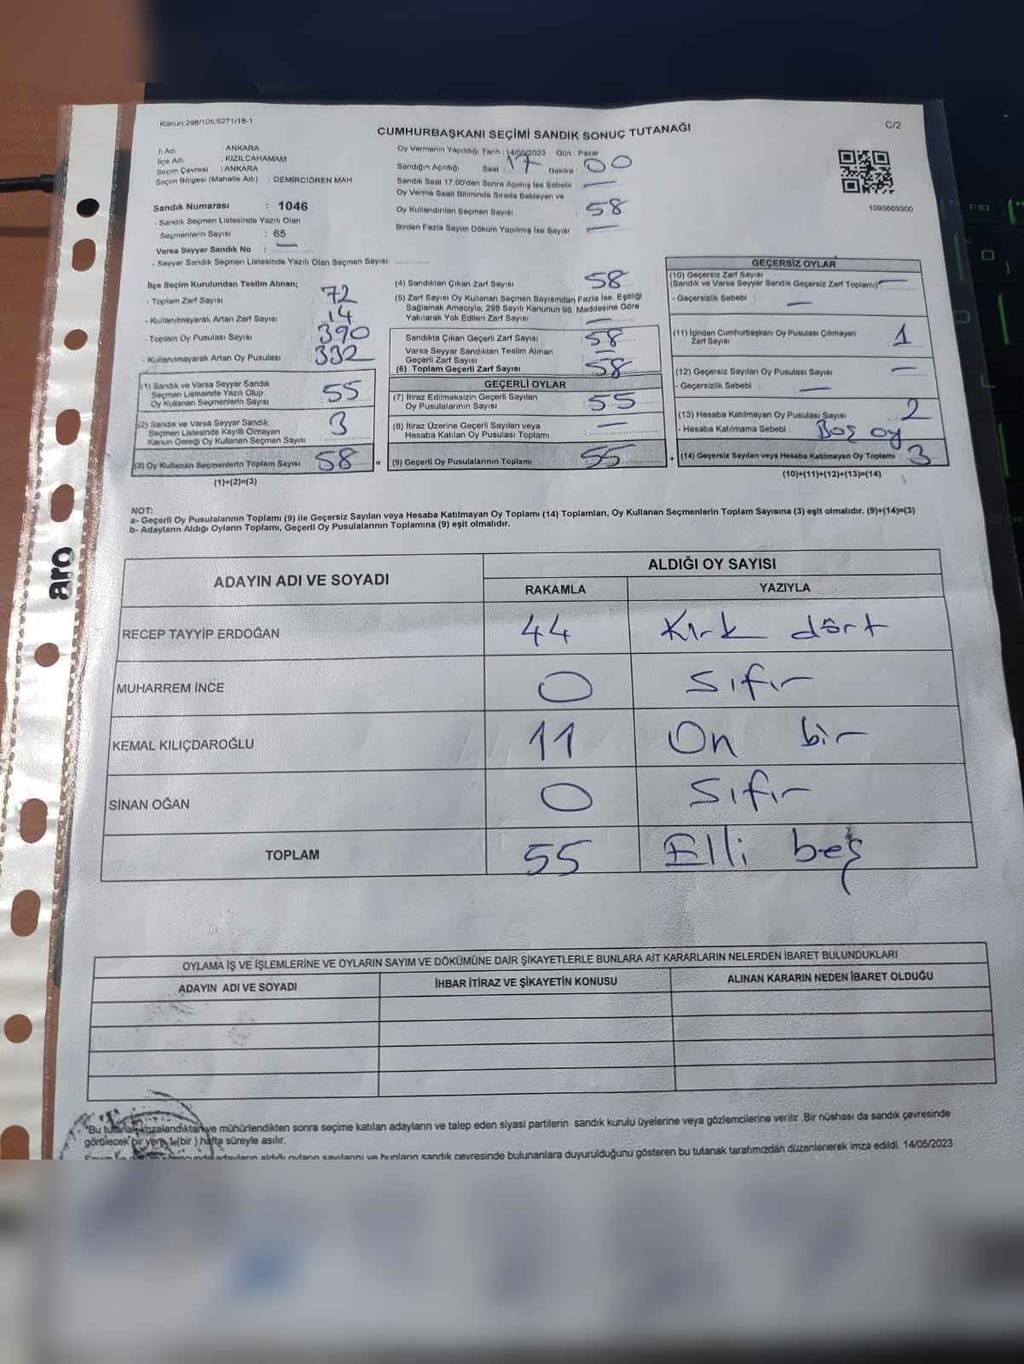 Kanun:298/105,6271/18-1
CUMHURBAŞKANI SEÇİMİ SANDIK SONUÇ TUTANAĞI
C/2
İl Adı : ANKARA
İlçe Adı : KIZILCAHAMAM
Seçim Çevresi : ANKARA
Seçim Bölgesi (Mahalle Adı) : DEMİRCİÖREN MAH.
Sandık Numarası : 1046
- Sandık Seçmen Listesinde Yazılı Olan
Seçmenlerin Sayısı : 65
Varsa Seyyar Sandık No : —
- Seyyar Sandık Seçmen Listesinde Yazılı Olan Seçmen Sayısı
Oy Vermenin Yapıldığı Tarih : 14/05/2023 Gün : Pazar
Sandığın Açıldığı Saat 17 Dakika 00
Sandık Saat 17.00'den Sonra Açılmış İse Sebebi : —
Oy Verme Saati Bitiminde Sırada Bekleyen ve
Oy Kullandırılan Seçmen Sayısı 58
Birden Fazla Sayım Döküm Yapılmış İse Sayısı —
1093669300
İlçe Seçim Kurulundan Teslim Alınan;
- Toplam Zarf Sayısı 72
- Kullanılmayarak Artan Zarf Sayısı 14
- Toplam Oy Pusulası Sayısı 390
- Kullanılmayarak Artan Oy Pusulası 332
(1) Sandık ve Varsa Seyyar Sandık
Seçmen Listesinde Yazılı Olup
Oy Kullanan Seçmenlerin Sayısı 55
(2) Sandık ve Varsa Seyyar Sandık
Seçmen Listesinde Kayıtlı Olmayan
Kanun Gereği Oy Kullanan Seçmen Sayısı 3
(3) Oy Kullanan Seçmenlerin Toplam Sayısı 58 =
(1)+(2)=(3)
(4) Sandıktan Çıkan Zarf Sayısı 58
(5) Zarf Sayısı Oy Kullanan Seçmen Sayısından Fazla İse, Eşitliği
Sağlamak Amacıyla; 298 Sayılı Kanunun 98. Maddesine Göre
Yakılarak Yok Edilen Zarf Sayısı —
Sandıkta Çıkan Geçerli Zarf Sayısı 58
Varsa Seyyar Sandıktan Teslim Alınan
Geçerli Zarf Sayısı —
(6) Toplam Geçerli Zarf Sayısı 58
GEÇERLİ OYLAR
(7) İtiraz Edilmeksizin Geçerli Sayılan
Oy Pusulalarının Sayısı 55
(8) İtiraz Üzerine Geçerli Sayılan veya
Hesaba Katılan Oy Pusulası Toplamı —
(9) Geçerli Oy Pusulalarının Toplamı 55 +
GEÇERSİZ OYLAR
(10) Geçersiz Zarf Sayısı
(Sandık ve Varsa Seyyar Sandık Geçersiz Zarf Toplamı) —
- Geçersizlik Sebebi : —
(11) İçinden Cumhurbaşkanı Oy Pusulası Çıkmayan
Zarf Sayısı 1
(12) Geçersiz Sayılan Oy Pusulası Sayısı —
- Geçersizlik Sebebi : —
(13) Hesaba Katılmayan Oy Pusulası Sayısı 2
- Hesaba Katılmama Sebebi : Boş oy
(14) Geçersiz Sayılan veya Hesaba Katılmayan Oy Toplamı 3
(10)+(11)+(12)+(13)=(14)
NOT:
a- Geçerli Oy Pusulalarının Toplamı (9) ile Geçersiz Sayılan veya Hesaba Katılmayan Oy Toplamı (14) Toplamları, Oy Kullanan Seçmenlerin Toplam Sayısına (3) eşit olmalıdır. (9)+(14)=(3)
b- Adayların Aldığı Oyların Toplamı, Geçerli Oy Pusulalarının Toplamına (9) eşit olmalıdır.
aro
ADAYIN ADI VE SOYADI
ALDIĞI OY SAYISI
RAKAMLA YAZIYLA
RECEP TAYYİP ERDOĞAN 44 Kırk dört
MUHARREM İNCE 0 Sıfır
KEMAL KILIÇDAROĞLU 11 On bir
SİNAN OĞAN 0 Sıfır
TOPLAM 55 Elli beş
OYLAMA İŞ VE İŞLEMLERİNE VE OYLARIN SAYIM VE DÖKÜMÜNE DAİR ŞİKAYETLERLE BUNLARA AİT KARARLARIN NELERDEN İBARET BULUNDUKLARI
ADAYIN ADI VE SOYADI İHBAR İTİRAZ VE ŞİKAYETİN KONUSU ALINAN KARARIN NEDEN İBARET OLDUĞU
"Bu tutanak imzalandıktan ve mühürlendikten sonra seçime katılan adayların ve talep eden siyasi partilerin sandık kurulu üyelerine veya gözlemcilerine verilir. Bir nüshası da sandık çevresinde
görülecek bir yere 1 (bir ) hafta süreyle asılır.
adayların aldığı oyların sayılarını ve bunların sandık çevresinde bulunanlara duyurulduğunu gösteren bu tutanak tarafımızdan düzenlenerek imza edildi. 14/05/2023